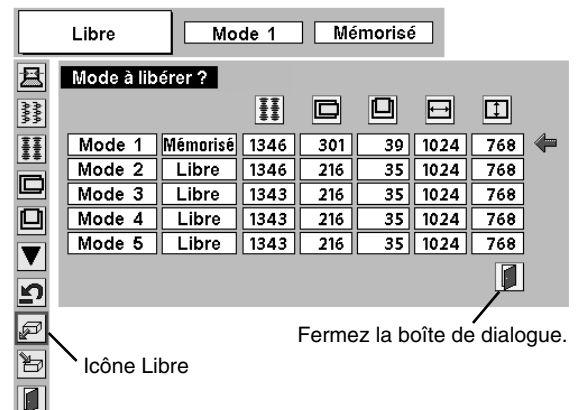 Libre Mode 1 Mémorisé
Mode à libérer ?
Mode 1 Mémorisé 1346 301 39 1024 768
Mode 2 Libre 1346 216 35 1024 768
Mode 3 Libre 1343 216 35 1024 768
Mode 4 Libre 1343 216 35 1024 768
Mode 5 Libre 1343 216 35 1024 768
Fermez la boîte de dialogue.
Icône Libre